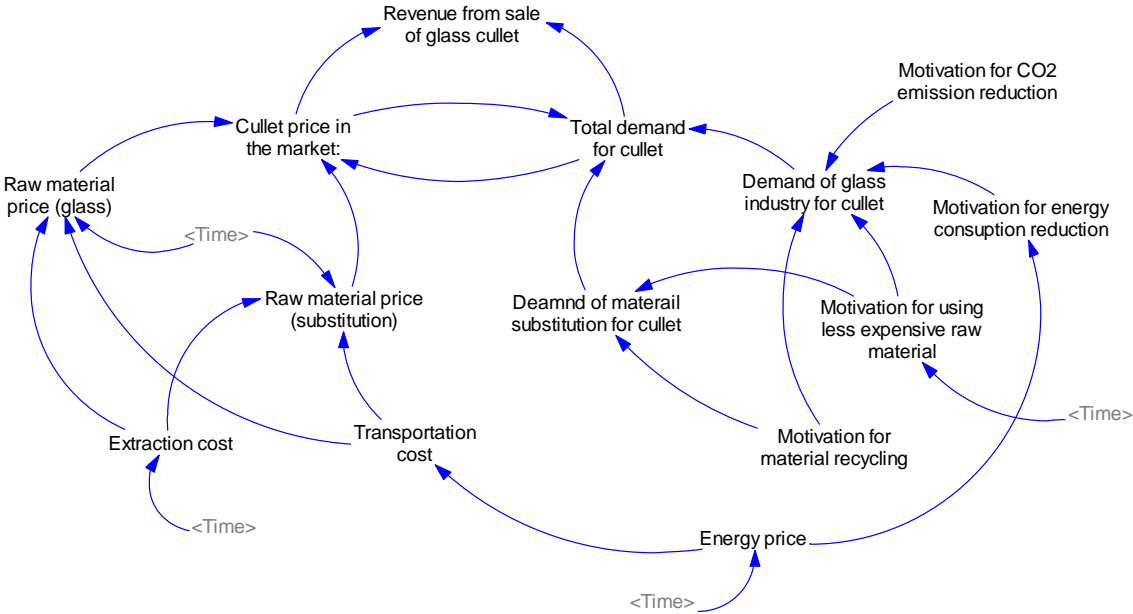 Revenue from sale
of glass cullet
Motivation for CO2
emission reduction
Cullet price in
the market:
Total demand
for cullet
Raw material
price (glass)
Demand of glass
industry for cullet
Motivation for energy
consuption reduction
<Time>
Raw material price
(substitution)
Deamnd of materail
substitution for cullet
Motivation for using
less expensive raw
material
<Time>
Extraction cost
Transportation
cost
Motivation for
material recycling
<Time>
Energy price
<Time>